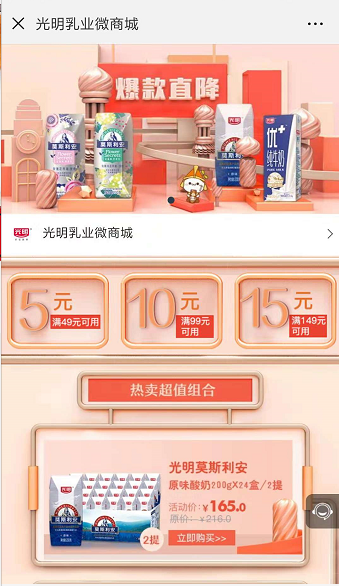 光明乳业微商城
爆款直降
莫斯利安
莫斯利安
优+
纯牛奶
光明
光明乳业微商城
5元
满49元可用
10元
满99元
可用
15元
满149元
可用
热卖超值组合
光明莫斯利安
原味酸奶200gX24盒/2提
活动价:￥165.0
原价:￥216.0
2提
立即购买>>